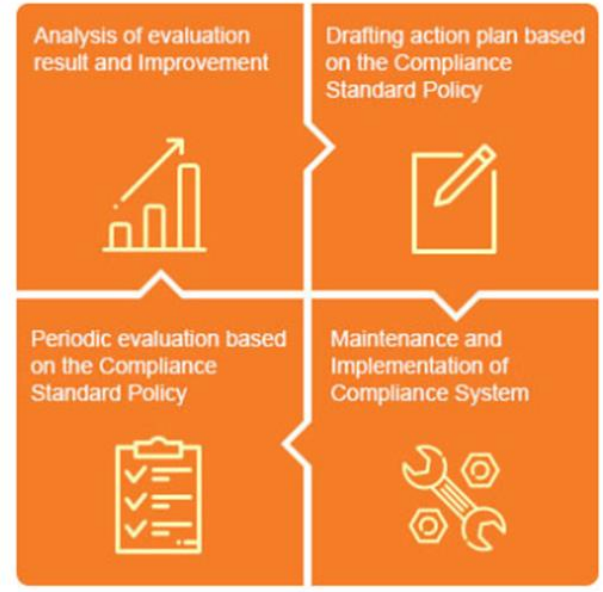 Analysis of evaluation
result and Improvement
Drafting action plan based
on the Compliance
Standard Policy
Periodic evaluation based
on the Compliance
Standard Policy
Maintenance and
Implementation of
Compliance System